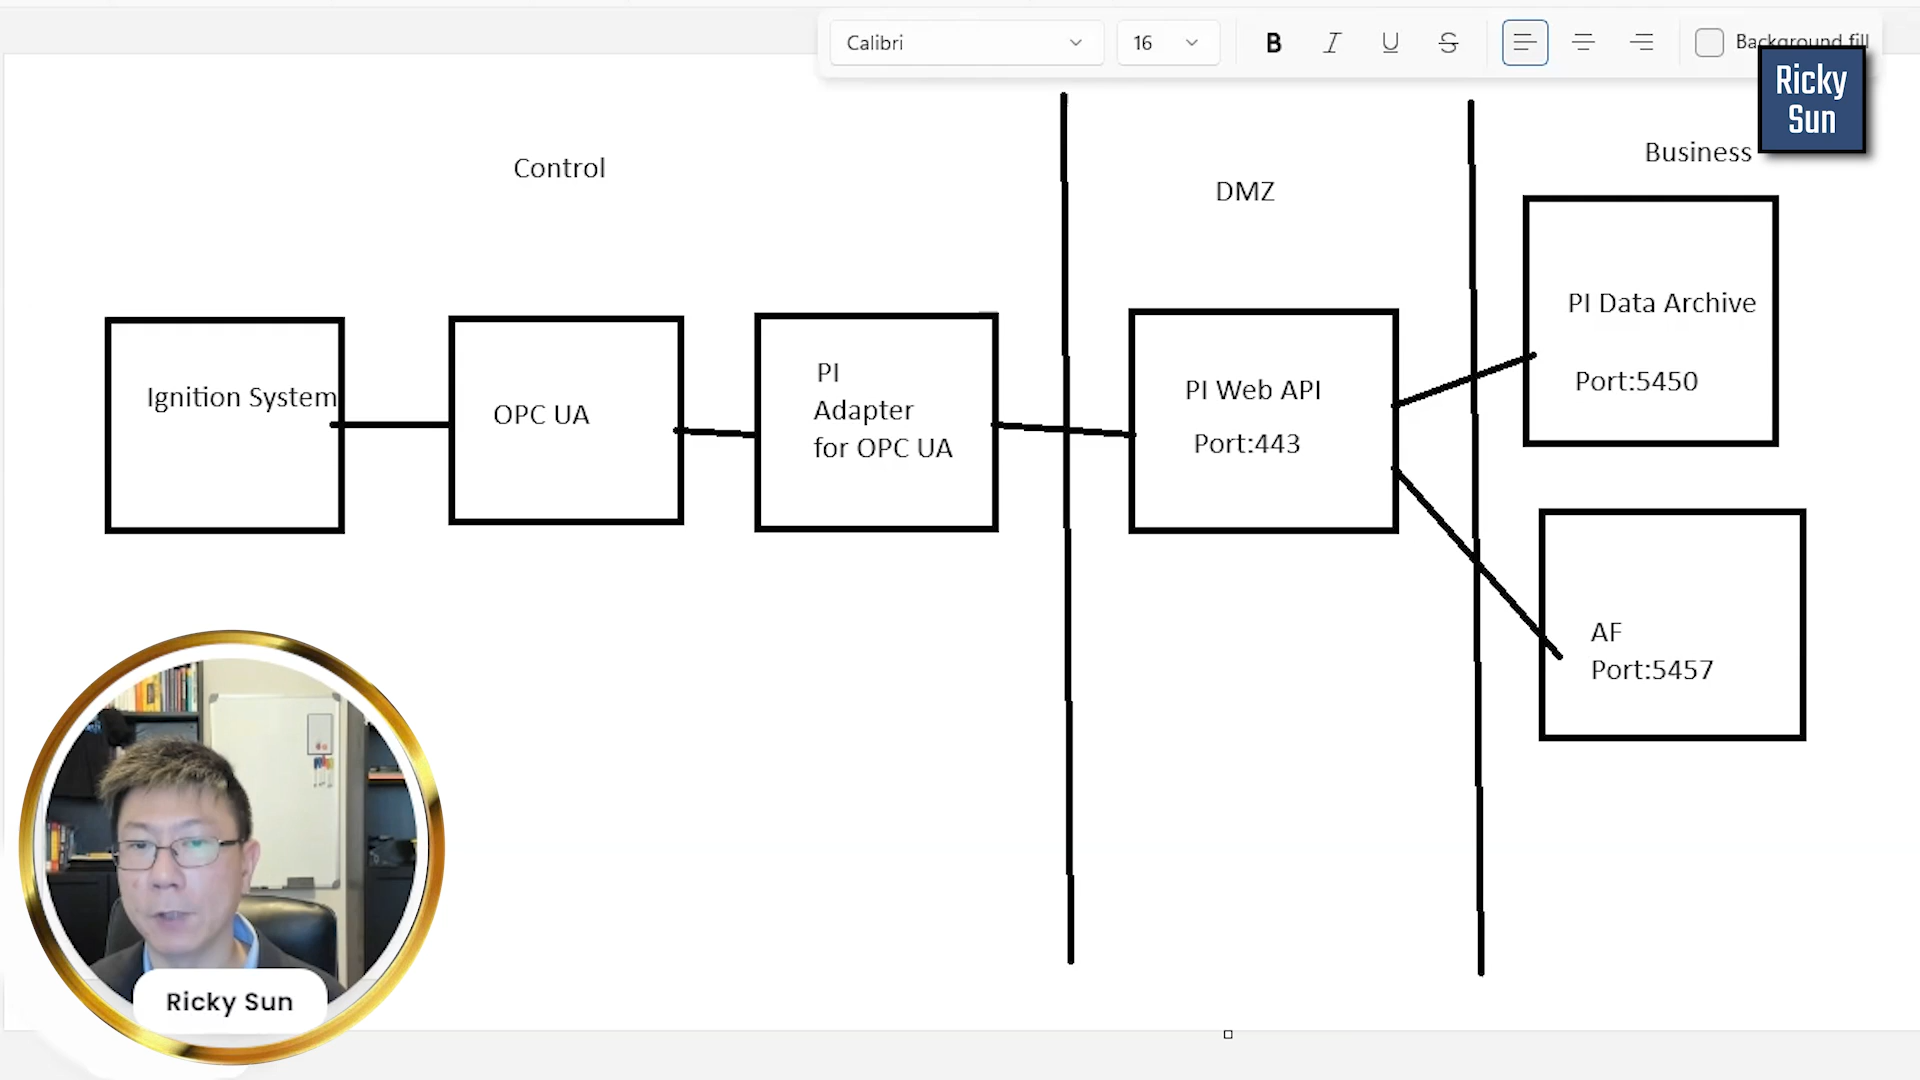 Calibri
16
B
I
U
S
Background fill
Ricky
Sun
Control
DMZ
Business
Ignition System
OPC UA
PI
Adapter
for OPC UA
PI Web API
Port:443
PI Data Archive
Port:5450
AF
Port:5457
Ricky Sun